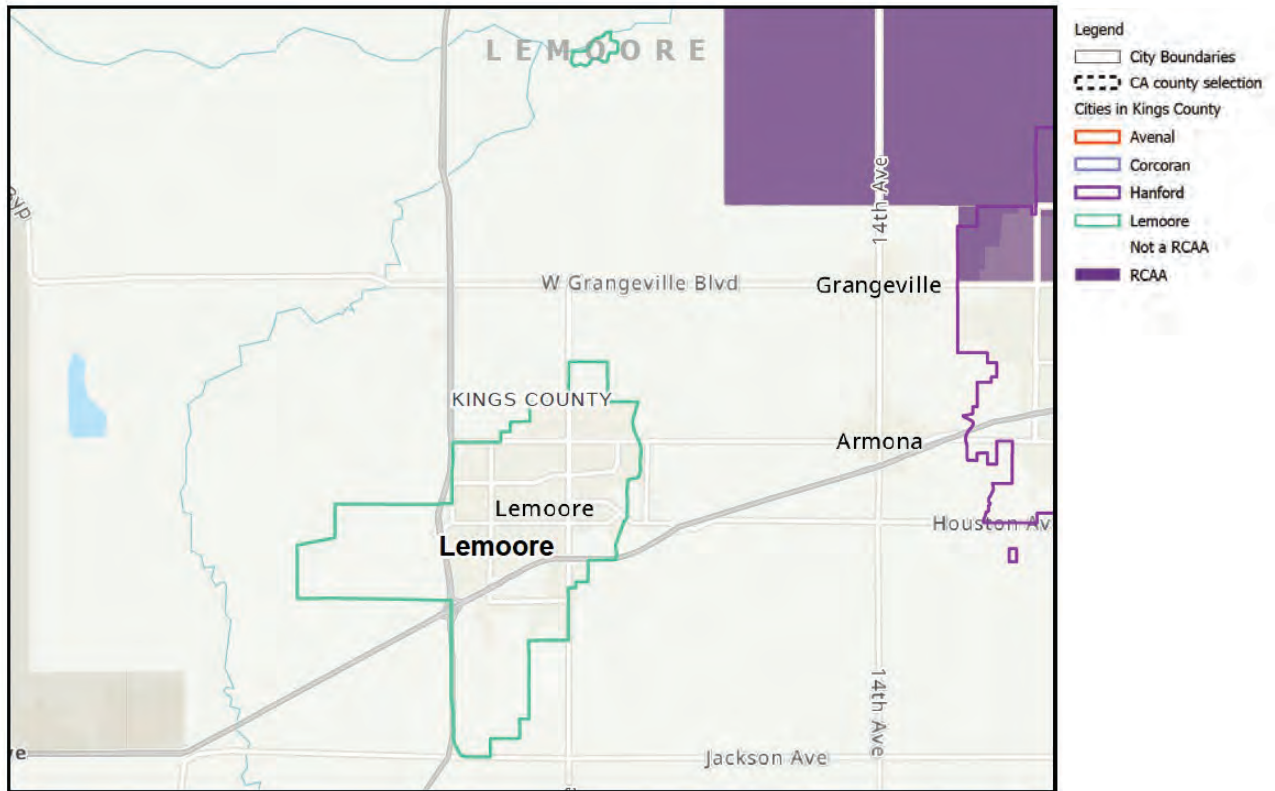 LEMOORE
14th Ave
W Grangeville Blvd
Grangeville
KINGS COUNTY
Armona
Lemoore
Houston Av
Lemoore
14th Ave
Jackson Ave
ve
Legend
City Boundaries
CA county selection
Cities in Kings County
Avenal
Corcoran
Hanford
Lemoore
Not a RCAA
RCAA